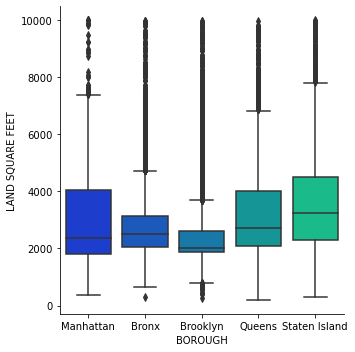 10000
8000
6000
4000
2000
0
LAND SQUARE FEET
Manhattan Bronx Brooklyn Queens Staten Island
BOROUGH